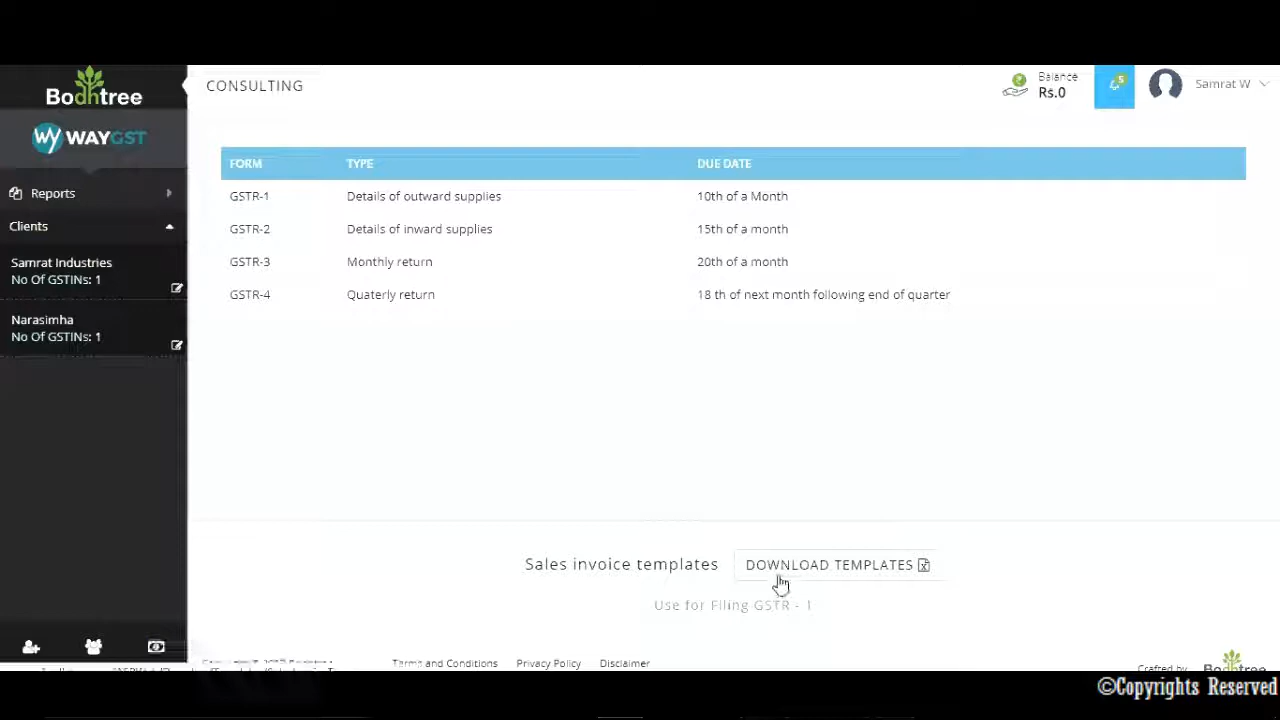 Bodhtree
CONSULTING
Balance
Rs.0
5
Samrat W
WAYGST
FORM TYPE DUE DATE
Reports
GSTR-1 Details of outward supplies 10th of a Month
Clients
GSTR-2 Details of inward supplies 15th of a month
Samrat Industries
No Of GSTINs: 1
GSTR-3 Monthly return 20th of a month
GSTR-4 Quaterly return 18 th of next month following end of quarter
Narasimha
No Of GSTINs: 1
Sales invoice templates DOWNLOAD TEMPLATES
Use for Filing GSTR - 1
Terms and Conditions Privacy Policy Disclaimer
Crafted by Bodhtree
©Copyrights Reserved